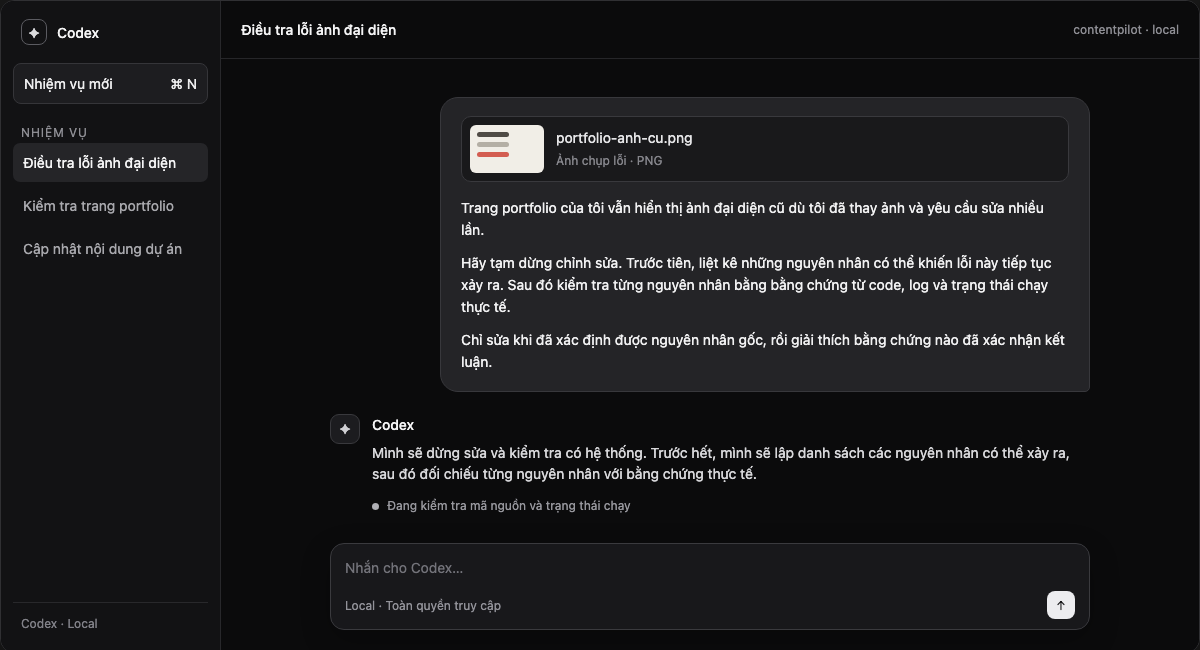 Codex
Nhiệm vụ mới ⌘ N
NHIỆM VỤ
Điều tra lỗi ảnh đại diện
Kiểm tra trang portfolio
Cập nhật nội dung dự án
Codex · Local
Điều tra lỗi ảnh đại diện
contentpilot · local
portfolio-anh-cu.png
Ảnh chụp lỗi · PNG
Trang portfolio của tôi vẫn hiển thị ảnh đại diện cũ dù tôi đã thay ảnh và yêu cầu sửa nhiều
lần.
Hãy tạm dừng chỉnh sửa. Trước tiên, liệt kê những nguyên nhân có thể khiến lỗi này tiếp tục
xảy ra. Sau đó kiểm tra từng nguyên nhân bằng bằng chứng từ code, log và trạng thái chạy
thực tế.
Chỉ sửa khi đã xác định được nguyên nhân gốc, rồi giải thích bằng chứng nào đã xác nhận kết
luận.
Codex
Mình sẽ dừng sửa và kiểm tra có hệ thống. Trước hết, mình sẽ lập danh sách các nguyên nhân có thể xảy ra,
sau đó đối chiếu từng nguyên nhân với bằng chứng thực tế.
Đang kiểm tra mã nguồn và trạng thái chạy
Nhắn cho Codex...
Local · Toàn quyền truy cập